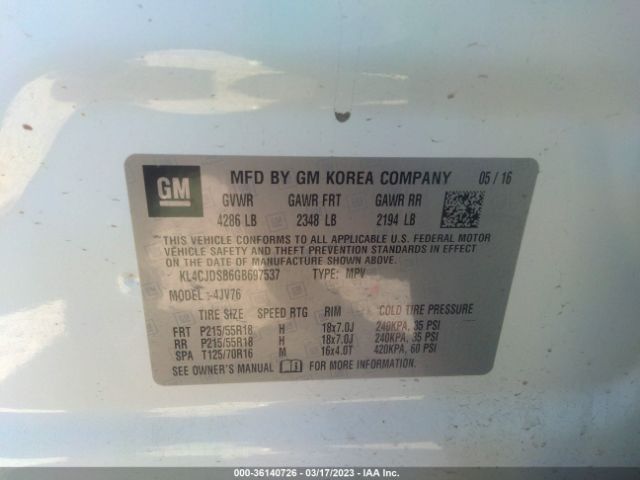 GM MFD BY GM KOREA COMPANY 05 / 16
GVWR GAWR FRT GAWR RR
4286 LB 2348 LB 2194 LB
THIS VEHICLE CONFORMS TO ALL APPLICABLE U.S. FEDERAL MOTOR
VEHICLE SAFETY AND THEFT PREVENTION STANDARDS IN EFFECT ON
THE DATE OF MANUFACTURE SHOWN ABOVE.
KL4CJDSB6GB697537 TYPE: MPV
MODEL: -4JV76
TIRE SIZE SPEED RTG RIM COLD TIRE PRESSURE
FRT P215/55R18 H 18x7.0J 240KPA, 35 PSI
RR P215/55R18 H 18x7.0J 240KPA, 35 PSI
SPA T125/70R16 M 16x4.0T 420KPA, 60 PSI
SEE OWNER'S MANUAL FOR MORE INFORMATION.
000-36140726 - 03/17/2023 - IAA Inc.